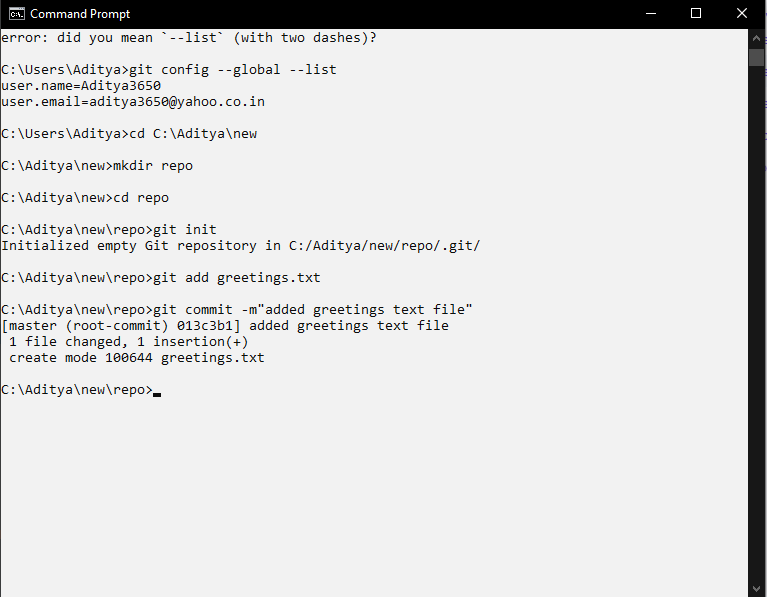 Command Prompt
error: did you mean `--list` (with two dashes)?
C:\Users\Aditya>git config --global --list
user.name=Aditya3650
user.email=aditya3650@yahoo.co.in
C:\Users\Aditya>cd C:\Aditya\new
C:\Aditya\new>mkdir repo
C:\Aditya\new>cd repo
C:\Aditya\new\repo>git init
Initialized empty Git repository in C:/Aditya/new/repo/.git/
C:\Aditya\new\repo>git add greetings.txt
C:\Aditya\new\repo>git commit -m"added greetings text file"
[master (root-commit) 013c3b1] added greetings text file
 1 file changed, 1 insertion(+)
 create mode 100644 greetings.txt
C:\Aditya\new\repo>